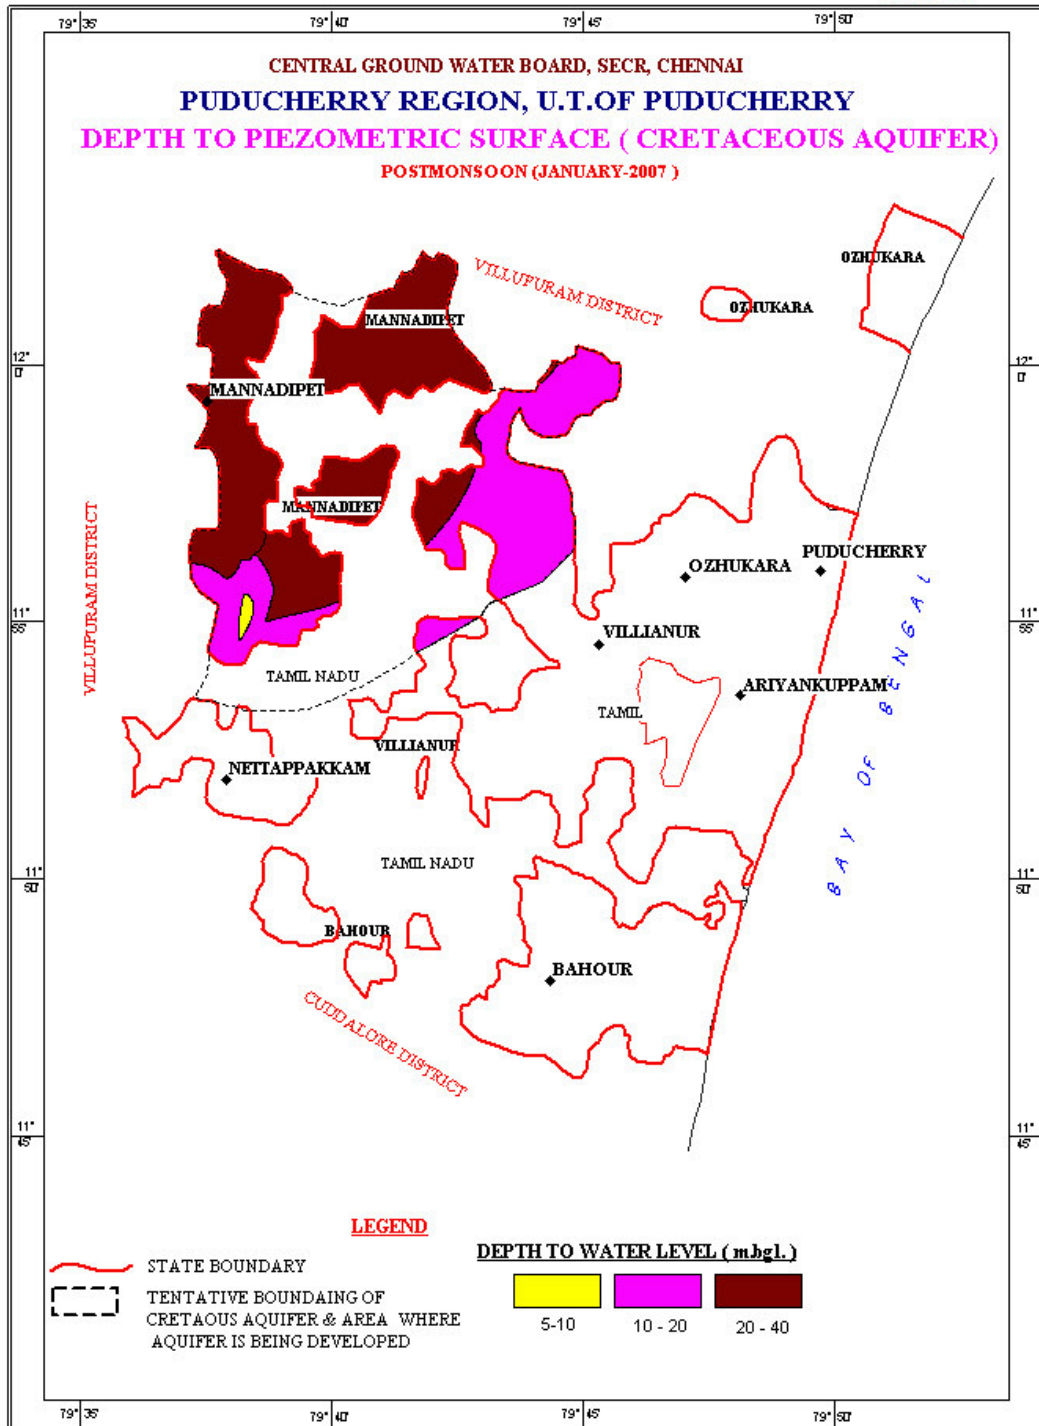 79° 35'
79° 40'
79° 45'
79° 50'
CENTRAL GROUND WATER BOARD, SECR, CHENNAI
PUDUCHERRY REGION, U.T.OF PUDUCHERRY
DEPTH TO PIEZOMETRIC SURFACE ( CRETACEOUS AQUIFER)
POSTMONSOON (JANUARY-2007 )
OZHUKARA
VILLUPURAM DISTRICT
OZHUKARA
MANNADIPET
12° 0'
12° 0'
MANNADIPET
MANNADIPET
VILLUPURAM DISTRICT
PUDUCHERRY
OZHUKARA
11° 55'
11° 55'
VILLIANUR
TAMIL NADU
ARIYANKUPPAM
TAMIL
BAY OF BENGAL
VILLIANUR
NETTAPPAKKAM
TAMIL NADU
11° 50'
11° 50'
BAHOUR
BAHOUR
CUDDALORE DISTRICT
11° 45'
11° 45'
LEGEND
STATE BOUNDARY
TENTATIVE BOUNDAING OF
CRETAOUS AQUIFER & AREA WHERE
AQUIFER IS BEING DEVELOPED
DEPTH TO WATER LEVEL ( m.bgl. )
5-10
10 - 20
20 - 40
79° 35'
79° 40'
79° 45'
79° 50'